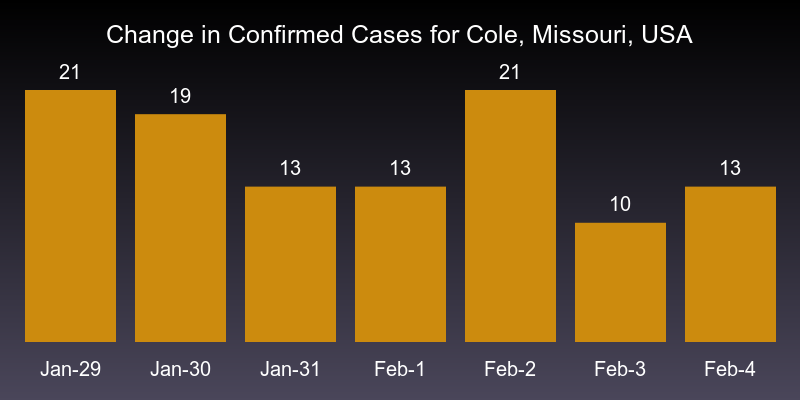 Change in Confirmed Cases for Cole, Missouri, USA
21 19 13 13 21 10 13
Jan-29 Jan-30 Jan-31 Feb-1 Feb-2 Feb-3 Feb-4